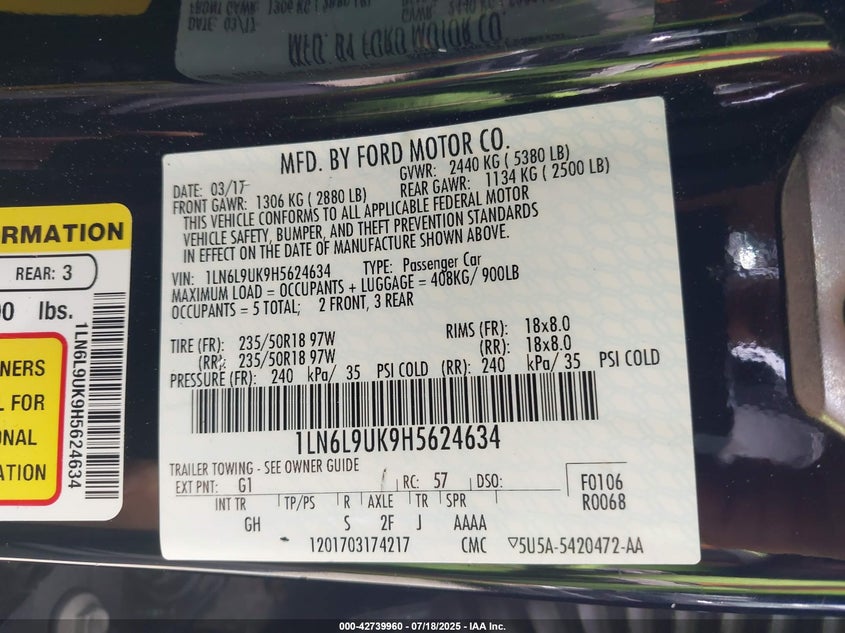 MFD. BY FORD MOTOR CO.
DATE: 03/17
GVWR: 2440 KG ( 5380 LB)
FRONT GAWR: 1306 KG ( 2880 LB)
REAR GAWR: 1134 KG ( 2500 LB)
THIS VEHICLE CONFORMS TO ALL APPLICABLE FEDERAL MOTOR
VEHICLE SAFETY, BUMPER, AND THEFT PREVENTION STANDARDS
IN EFFECT ON THE DATE OF MANUFACTURE SHOWN ABOVE.
VIN: 1LN6L9UK9H5624634 TYPE: Passenger Car
MAXIMUM LOAD = OCCUPANTS + LUGGAGE = 408KG/ 900LB
OCCUPANTS = 5 TOTAL; 2 FRONT, 3 REAR
TIRE (FR): 235/50R18 97W RIMS (FR): 18x8.0
(RR): 235/50R18 97W (RR): 18x8.0
PRESSURE (FR): 240 kPa/ 35 PSI COLD (RR): 240 kPa/ 35 PSI COLD
1LN6L9UK9H5624634
TRAILER TOWING - SEE OWNER GUIDE
EXT PNT: G1 RC: 57 DSO: F0106
INT TR TP/PS R AXLE TR SPR R0068
GH S 2F J AAAA
1201703174217 CMC ▽5U5A-5420472-AA
RMATION
REAR: 3
lbs.
1LN6L9UK9H5624634
NERS
FOR
ONAL
ATION
000-42739960 - 07/18/2025 - IAA Inc.